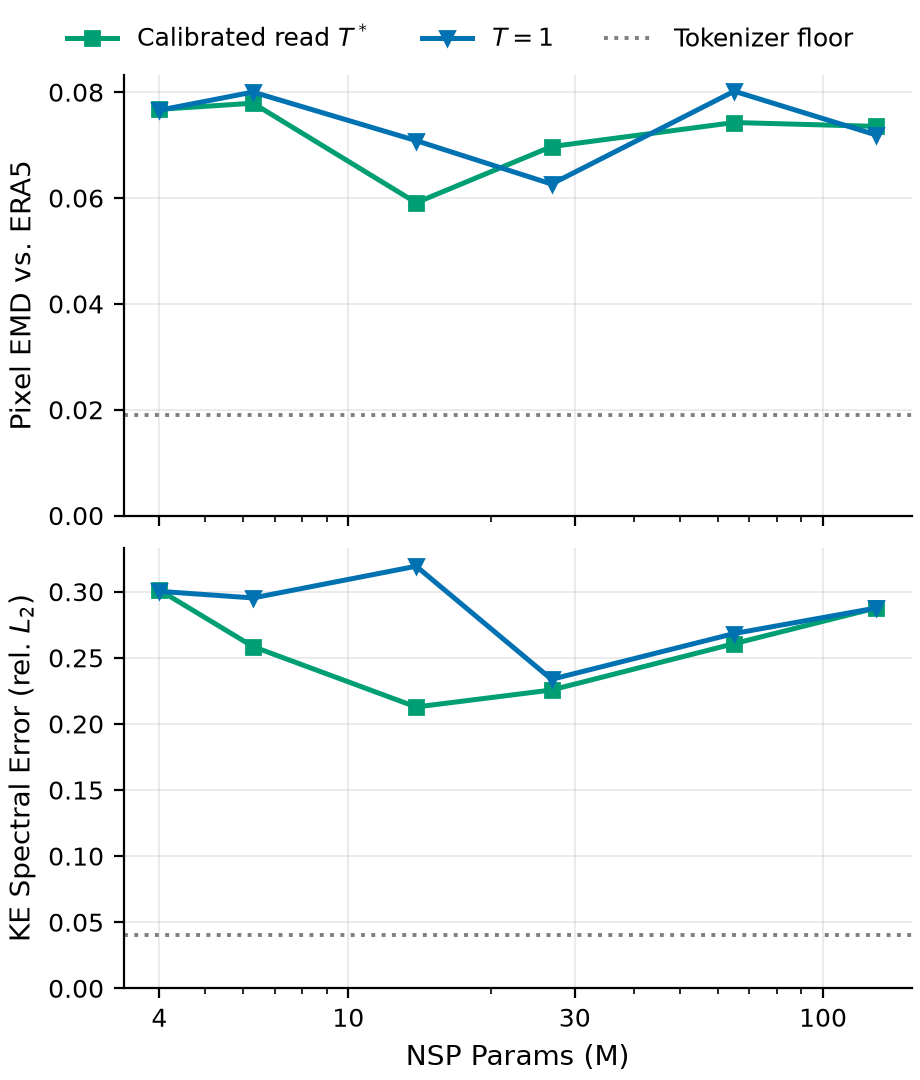 Calibrated read T* T = 1 Tokenizer floor
Pixel EMD vs. ERA5
0.08
0.06
0.04
0.02
0.00
KE Spectral Error (rel. L₂)
0.30
0.25
0.20
0.15
0.10
0.05
0.00
4 10 30 100
NSP Params (M)